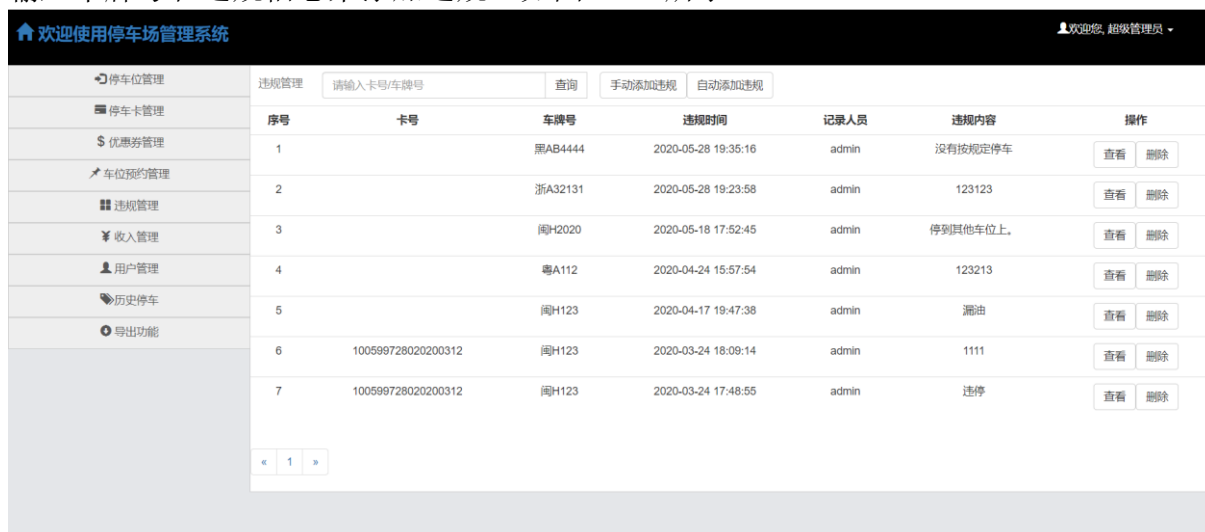 欢迎使用停车场管理系统
欢迎您, 超级管理员
停车位管理
停车卡管理
优惠券管理
车位预约管理
违规管理
收入管理
用户管理
历史停车
导出功能
违规管理 请输入卡号/车牌号 查询 手动添加违规 自动添加违规
序号 卡号 车牌号 违规时间 记录人员 违规内容 操作
1 黑AB4444 2020-05-28 19:35:16 admin 没有按规定停车 查看 删除
2 浙A32131 2020-05-28 19:23:58 admin 123123 查看 删除
3 闽H2020 2020-05-18 17:52:45 admin 停到其他车位上。 查看 删除
4 粤A112 2020-04-24 15:57:54 admin 123213 查看 删除
5 闽H123 2020-04-17 19:47:38 admin 漏油 查看 删除
6 100599728020200312 闽H123 2020-03-24 18:09:14 admin 1111 查看 删除
7 100599728020200312 闽H123 2020-03-24 17:48:55 admin 违停 查看 删除
« 1 »